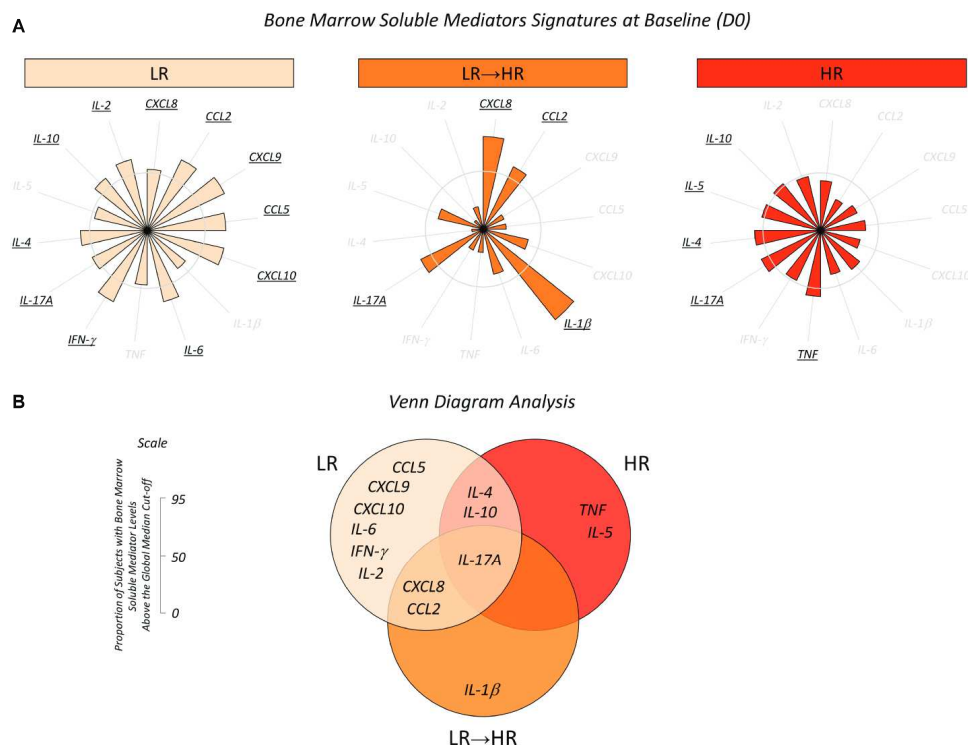 A
Bone Marrow Soluble Mediators Signatures at Baseline (D0)
LR
IL-2
CXCL8
CCL2
IL-10
CXCL9
IL-5
CCL5
IL-4
CXCL10
IL-17A
IL-1β
IFN-γ
TNF
IL-6
LR→HR
IL-2
CXCL8
CCL2
IL-10
CXCL9
IL-5
CCL5
IL-4
CXCL10
IL-17A
IL-1β
IFN-γ
TNF
IL-6
HR
IL-2
CXCL8
CCL2
IL-10
CXCL9
IL-5
CCL5
IL-4
CXCL10
IL-17A
IL-1β
IFN-γ
TNF
IL-6
B
Venn Diagram Analysis
Scale
Proportion of Subjects with Bone Marrow
Soluble Mediator Levels
Above the Global Median Cut-off
95
50
0
LR
HR
CCL5
CXCL9
CXCL10
IL-6
IFN-γ
IL-2
IL-4
IL-10
TNF
IL-5
IL-17A
CXCL8
CCL2
IL-1β
LR→HR